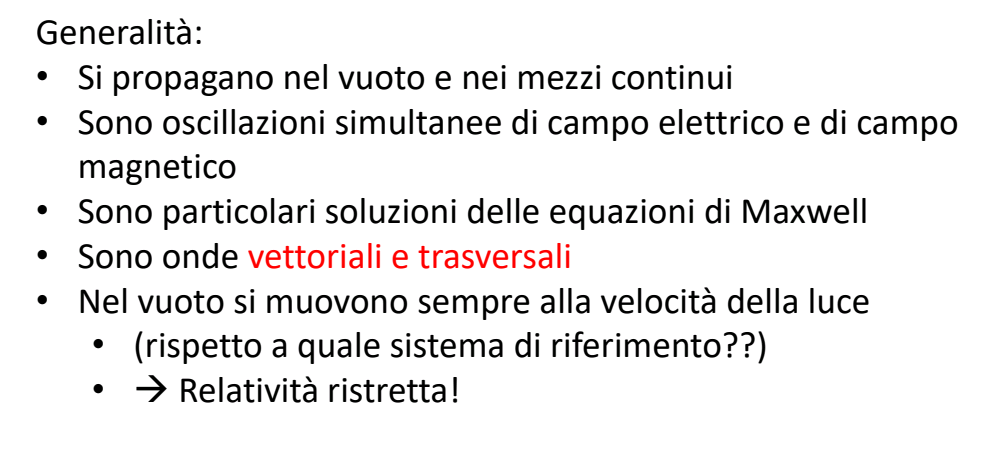 Generalità:
• Si propagano nel vuoto e nei mezzi continui
• Sono oscillazioni simultanee di campo elettrico e di campo
magnetico
• Sono particolari soluzioni delle equazioni di Maxwell
• Sono onde vettoriali e trasversali
• Nel vuoto si muovono sempre alla velocità della luce
• (rispetto a quale sistema di riferimento??)
• → Relatività ristretta!